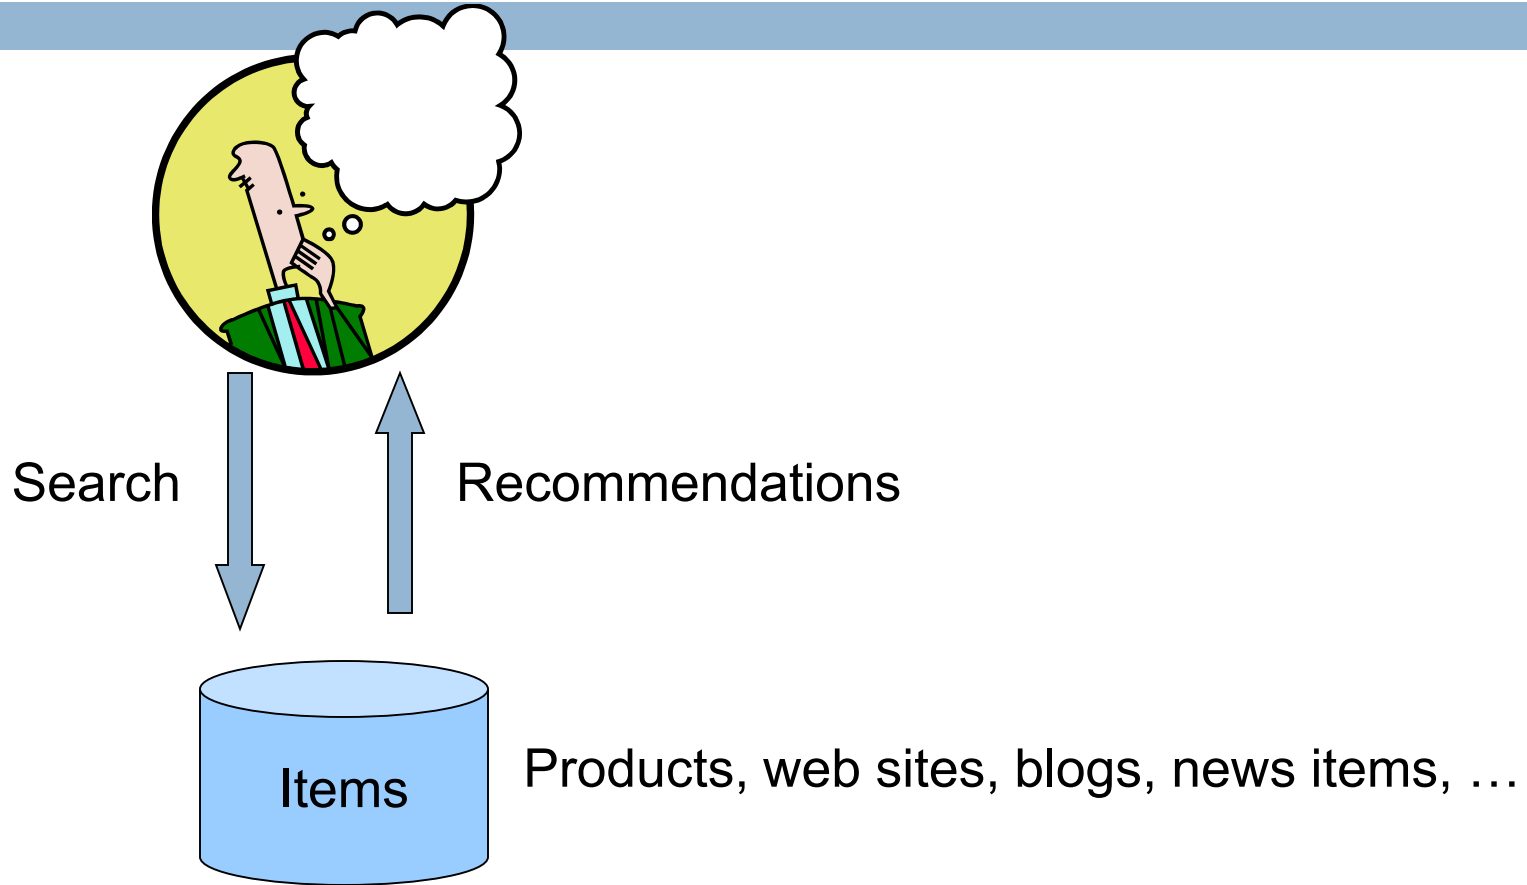 Search
Recommendations
Items
Products, web sites, blogs, news items, …